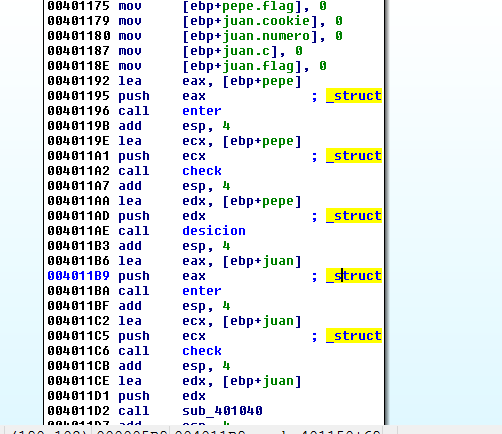 00401175 mov [ebp+pepe.flag], 0
00401179 mov [ebp+juan.cookie], 0
00401180 mov [ebp+juan.numero], 0
00401187 mov [ebp+juan.c], 0
0040118E mov [ebp+juan.flag], 0
00401192 lea eax, [ebp+pepe]
00401195 push eax ; _struct
00401196 call enter
0040119B add esp, 4
0040119E lea ecx, [ebp+pepe]
004011A1 push ecx ; _struct
004011A2 call check
004011A7 add esp, 4
004011AA lea edx, [ebp+pepe]
004011AD push edx ; _struct
004011AE call desicion
004011B3 add esp, 4
004011B6 lea eax, [ebp+juan]
004011B9 push eax ; _struct
004011BA call enter
004011BF add esp, 4
004011C2 lea ecx, [ebp+juan]
004011C5 push ecx ; _struct
004011C6 call check
004011CB add esp, 4
004011CE lea edx, [ebp+juan]
004011D1 push edx
004011D2 call sub_401040
004011D7 add esp, 4